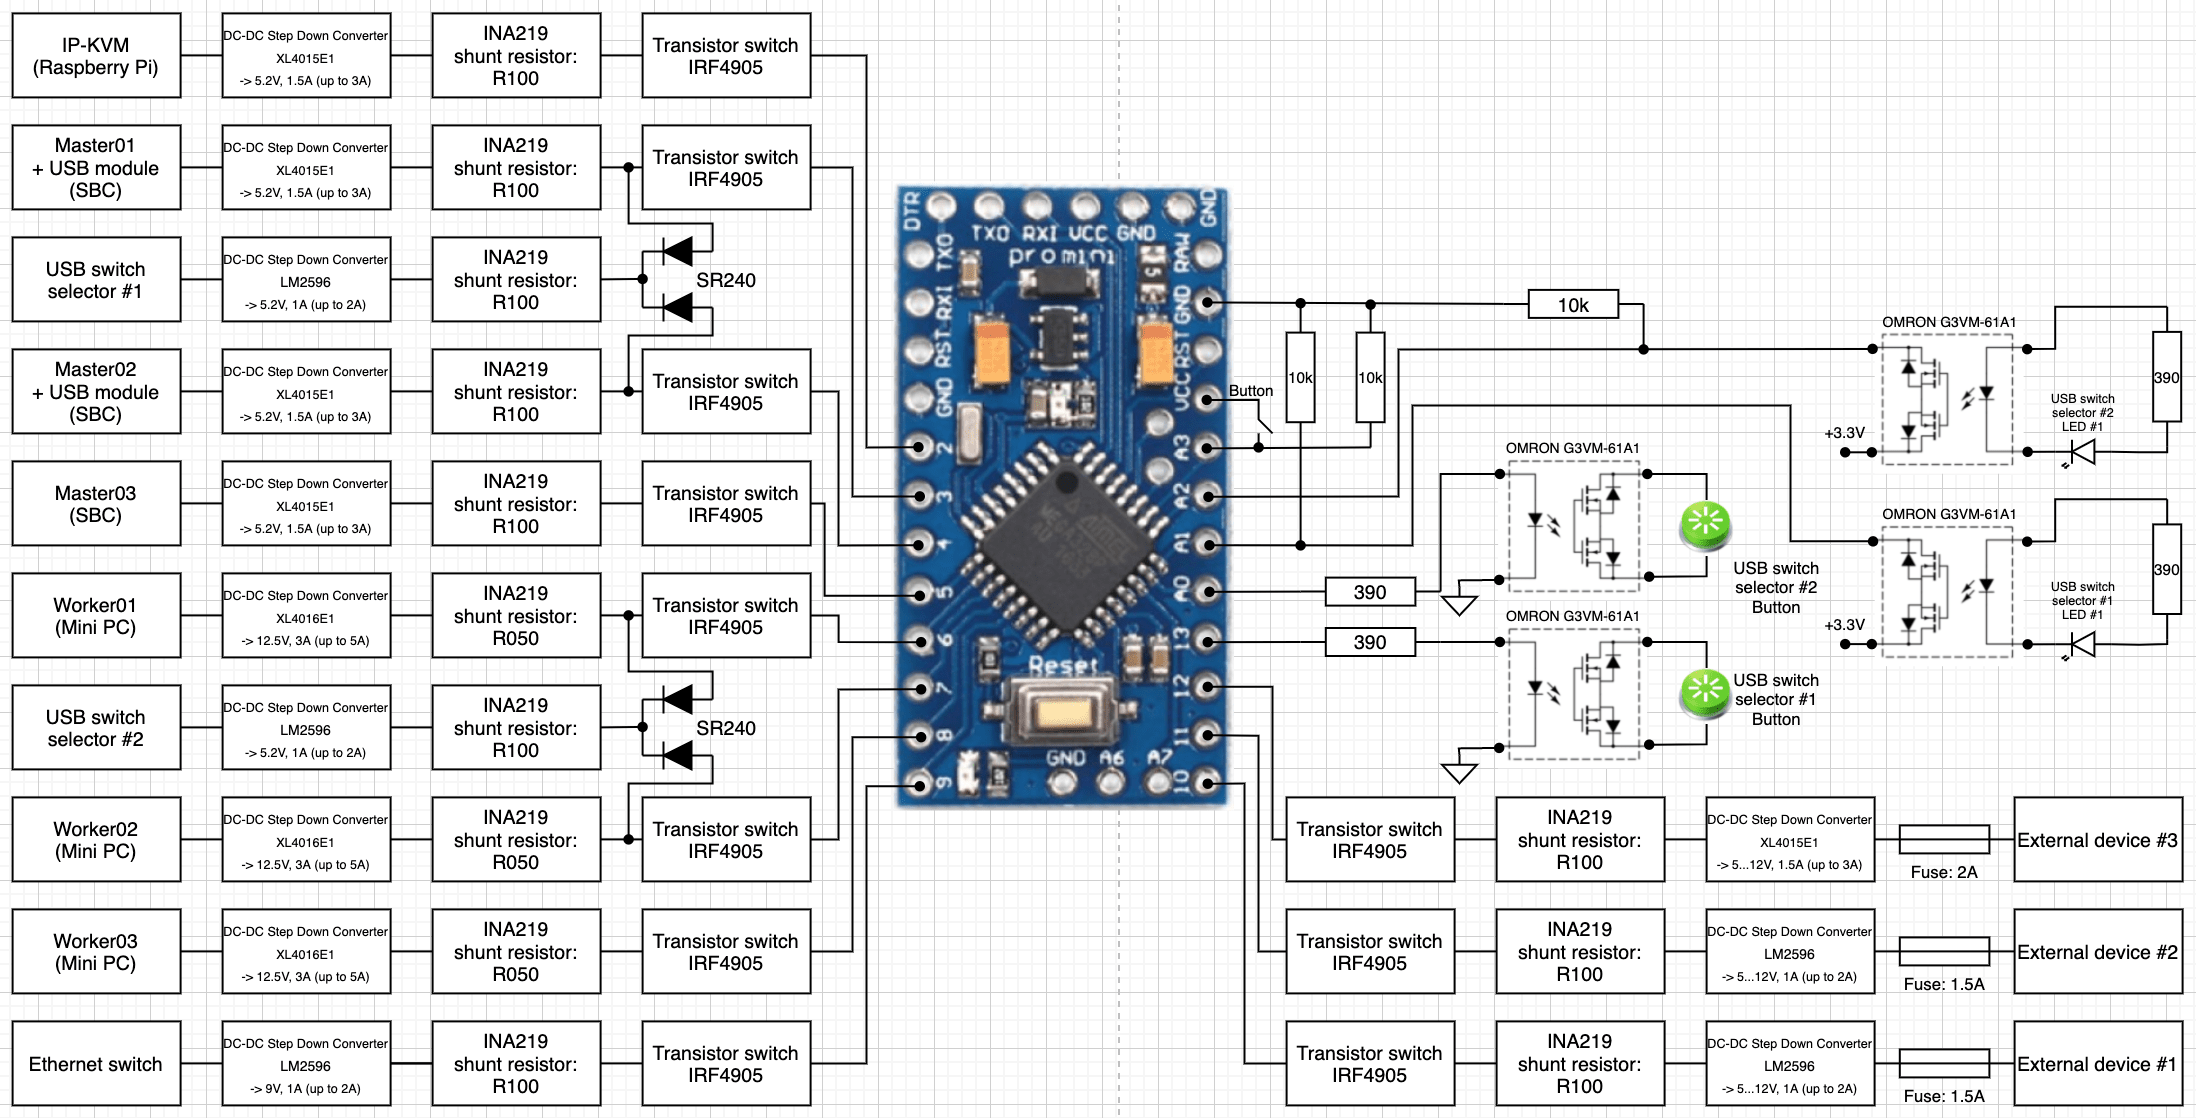 IP-KVM
(Raspberry Pi)
DC-DC Step Down Converter
XL4015E1
-> 5.2V, 1.5A (up to 3A)
INA219
shunt resistor:
R100
Transistor switch
IRF4905
Master01
+ USB module
(SBC)
DC-DC Step Down Converter
XL4015E1
-> 5.2V, 1.5A (up to 3A)
INA219
shunt resistor:
R100
Transistor switch
IRF4905
USB switch
selector #1
DC-DC Step Down Converter
LM2596
-> 5.2V, 1A (up to 2A)
INA219
shunt resistor:
R100
SR240
Master02
+ USB module
(SBC)
DC-DC Step Down Converter
XL4015E1
-> 5.2V, 1.5A (up to 3A)
INA219
shunt resistor:
R100
Transistor switch
IRF4905
Master03
(SBC)
DC-DC Step Down Converter
XL4015E1
-> 5.2V, 1.5A (up to 3A)
INA219
shunt resistor:
R100
Transistor switch
IRF4905
Worker01
(Mini PC)
DC-DC Step Down Converter
XL4016E1
-> 12.5V, 3A (up to 5A)
INA219
shunt resistor:
R050
Transistor switch
IRF4905
USB switch
selector #2
DC-DC Step Down Converter
LM2596
-> 5.2V, 1A (up to 2A)
INA219
shunt resistor:
R100
SR240
Worker02
(Mini PC)
DC-DC Step Down Converter
XL4016E1
-> 12.5V, 3A (up to 5A)
INA219
shunt resistor:
R050
Transistor switch
IRF4905
Worker03
(Mini PC)
DC-DC Step Down Converter
XL4016E1
-> 12.5V, 3A (up to 5A)
INA219
shunt resistor:
R050
Transistor switch
IRF4905
Ethernet switch
DC-DC Step Down Converter
LM2596
-> 9V, 1A (up to 2A)
INA219
shunt resistor:
R100
Transistor switch
IRF4905
DTR
TXO RXI VCC GND
GND
pro mini
TXO
RXI
RST
GND
2
3
4
5
6
7
8
9
RAW
GND
RST
VCC
A3
A2
A1
A0
13
12
11
10
5
Reset
GND A6 A7
Button
10k
10k
10k
390
390
OMRON G3VM-61A1
USB switch
selector #2
Button
OMRON G3VM-61A1
USB switch
selector #1
Button
OMRON G3VM-61A1
+3.3V
USB switch
selector #2
LED #1
390
OMRON G3VM-61A1
+3.3V
USB switch
selector #1
LED #1
390
Transistor switch
IRF4905
INA219
shunt resistor:
R100
DC-DC Step Down Converter
XL4015E1
-> 5...12V, 1.5A (up to 3A)
Fuse: 2A
External device #3
Transistor switch
IRF4905
INA219
shunt resistor:
R100
DC-DC Step Down Converter
LM2596
-> 5...12V, 1A (up to 2A)
Fuse: 1.5A
External device #2
Transistor switch
IRF4905
INA219
shunt resistor:
R100
DC-DC Step Down Converter
LM2596
-> 5...12V, 1A (up to 2A)
Fuse: 1.5A
External device #1